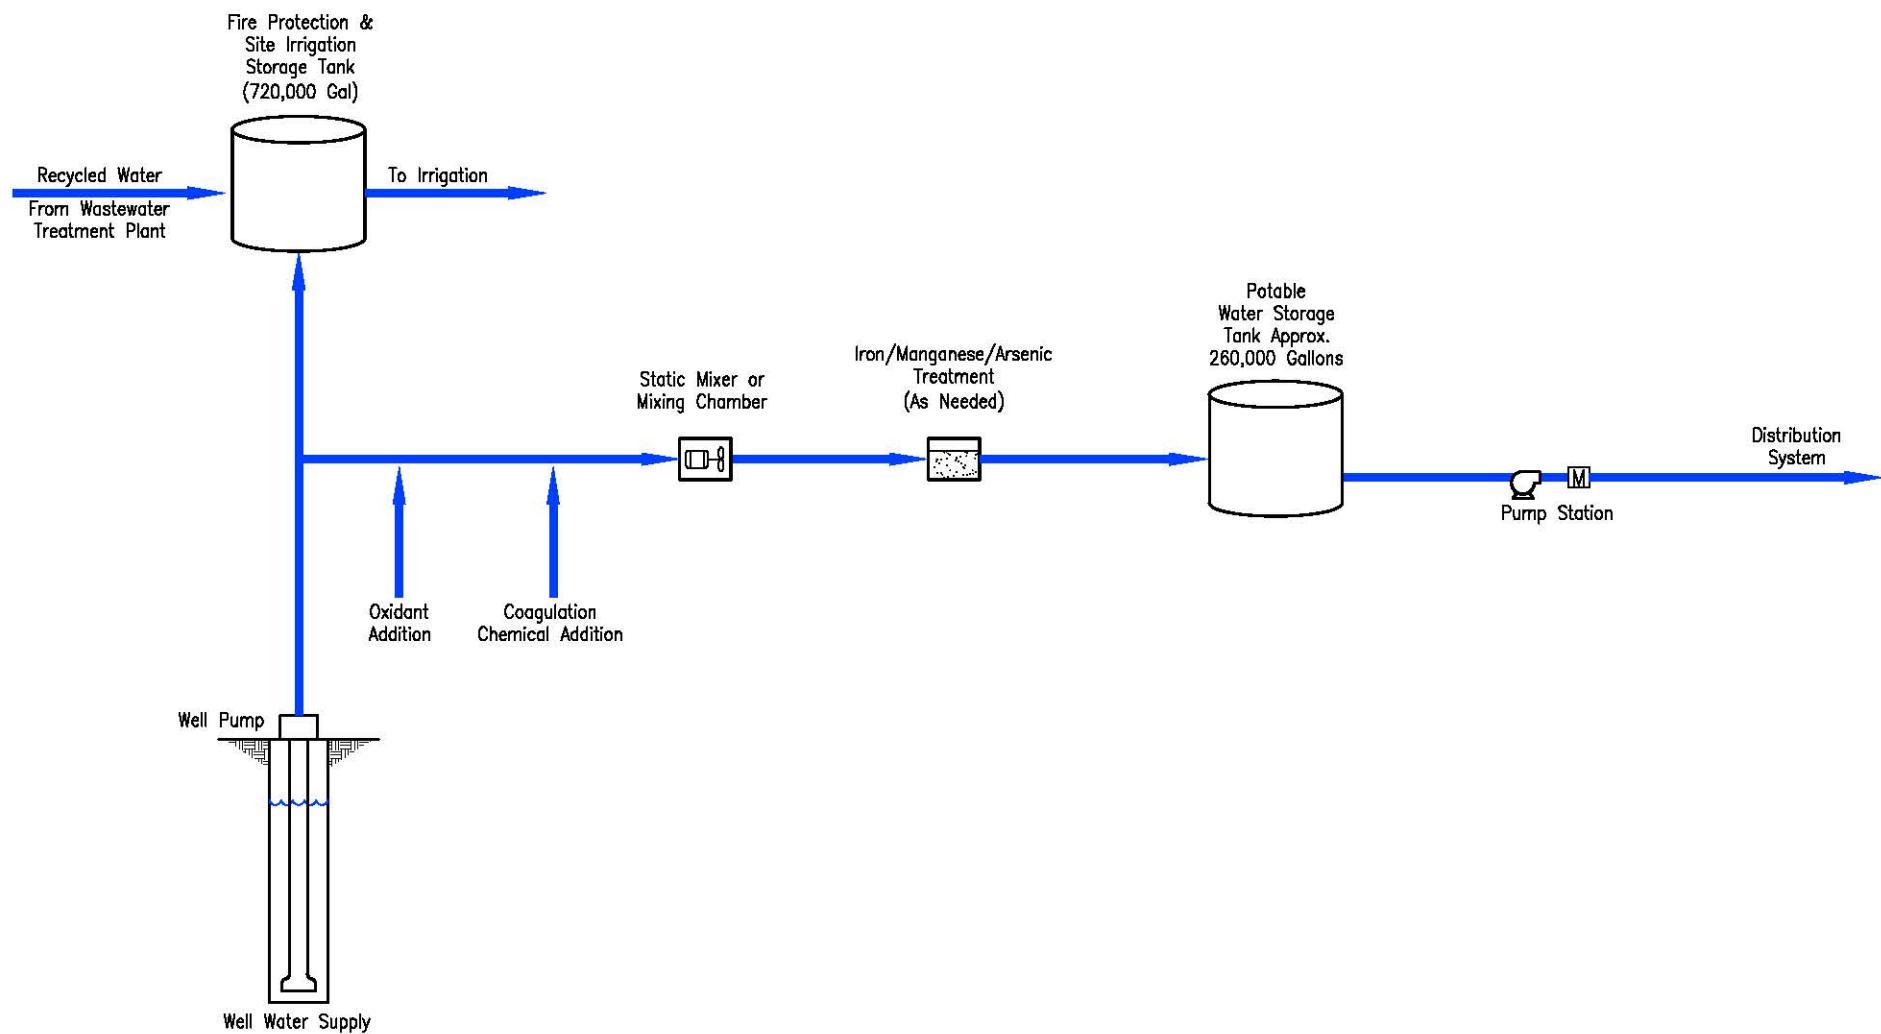 Fire Protection &
Site Irrigation
Storage Tank
(720,000 Gal)
Recycled Water
From Wastewater
Treatment Plant
To Irrigation
Potable
Water Storage
Tank Approx.
260,000 Gallons
Iron/Manganese/Arsenic
Treatment
(As Needed)
Static Mixer or
Mixing Chamber
Distribution
System
M
Pump Station
Oxidant
Addition
Coagulation
Chemical Addition
Well Pump
Well Water Supply